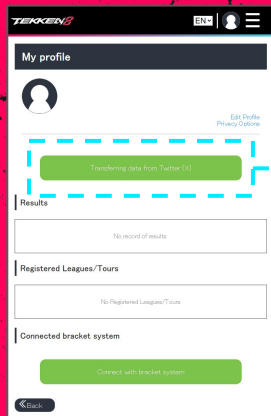 TEKKEN8
EN
My profile
Edit Profile
Privacy Options
Transferring data from Twitter (X)
Results
No record of results
Registered Leagues/Tours
No Registered Leagues/Tours
Connected bracket system
Connect with bracket system
Back